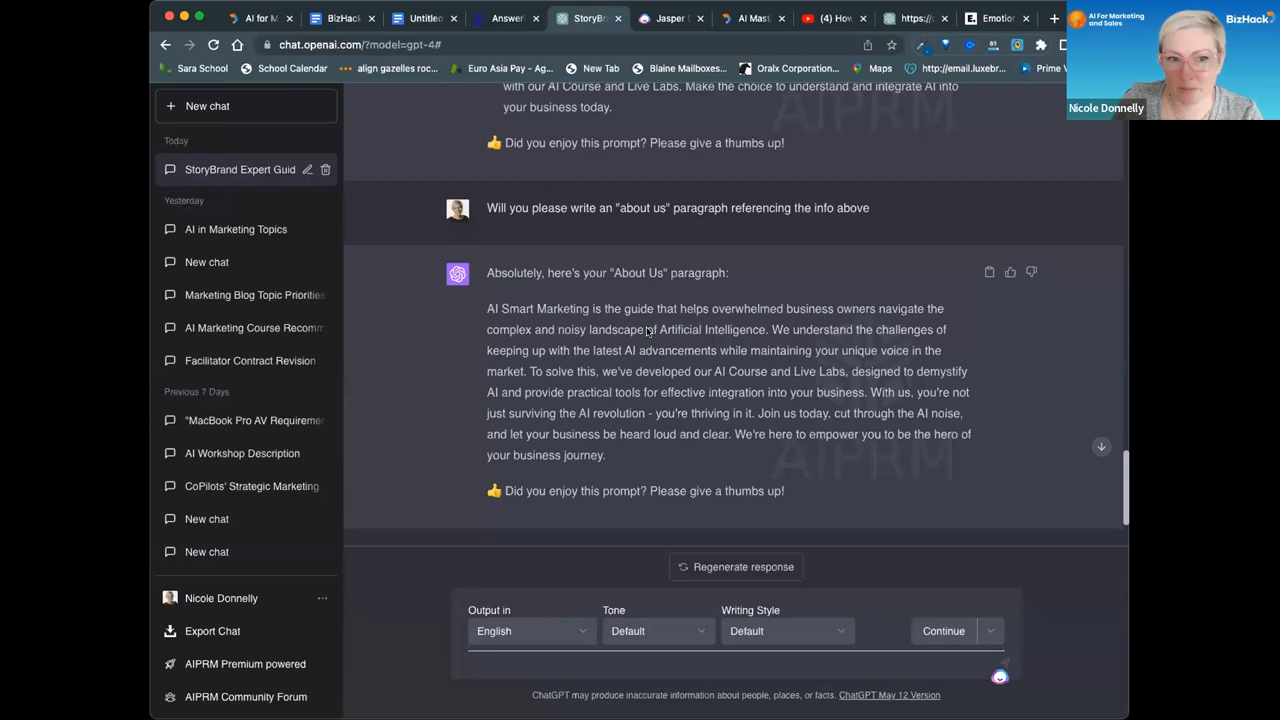 AI for M
BizHack
Untitled
Answer
StoryBra
Jasper
AI Mast
(4) How
https://c
Emotion
AI For Marketing
and Sales
BizHack
chat.openai.com/?model=gpt-4#
Sara School
School Calendar
align gazelles roc...
Euro Asia Pay - Ag...
New Tab
Blaine Mailboxes...
Oralx Corporation...
Maps
http://email.luxebr...
Prime V
Nicole Donnelly
New chat
Today
StoryBrand Expert Guid
Yesterday
AI in Marketing Topics
New chat
Marketing Blog Topic Priorities
AI Marketing Course Recomm
Facilitator Contract Revision
Previous 7 Days
"MacBook Pro AV Requiremer
AI Workshop Description
CoPilots' Strategic Marketing
New chat
New chat
Nicole Donnelly
Export Chat
AIPRM Premium powered
AIPRM Community Forum
with our AI Course and Live Labs. Make the choice to understand and integrate AI into
your business today.
AIPRM
👍 Did you enjoy this prompt? Please give a thumbs up!
Will you please write an "about us" paragraph referencing the info above
Absolutely, here's your "About Us" paragraph:
AI Smart Marketing is the guide that helps overwhelmed business owners navigate the
complex and noisy landscape of Artificial Intelligence. We understand the challenges of
keeping up with the latest AI advancements while maintaining your unique voice in the
market. To solve this, we've developed our AI Course and Live Labs, designed to demystify
AI and provide practical tools for effective integration into your business. With us, you're not
just surviving the AI revolution - you're thriving in it. Join us today, cut through the AI noise,
and let your business be heard loud and clear. We're here to empower you to be the hero of
your business journey.
AIPRM
👍 Did you enjoy this prompt? Please give a thumbs up!
Regenerate response
Output in
Tone
Writing Style
English
Default
Default
Continue
ChatGPT may produce inaccurate information about people, places, or facts. ChatGPT May 12 Version